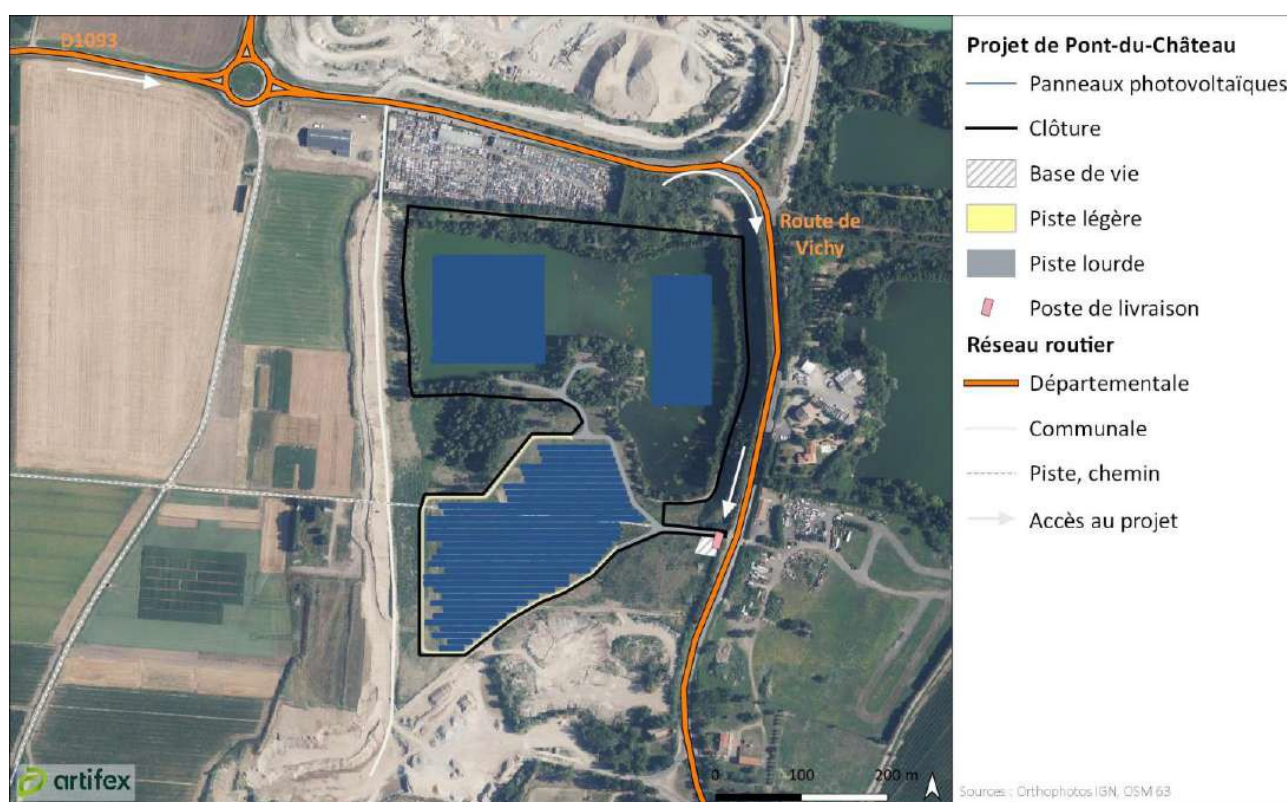 D1093
Route de
Vichy
0 100 200 m
artifex
Projet de Pont-du-Château
Panneaux photovoltaïques
Clôture
Base de vie
Piste légère
Piste lourde
Poste de livraison
Réseau routier
Départementale
Communale
Piste, chemin
Accès au projet
Sources : Orthophotos IGN, OSM 63